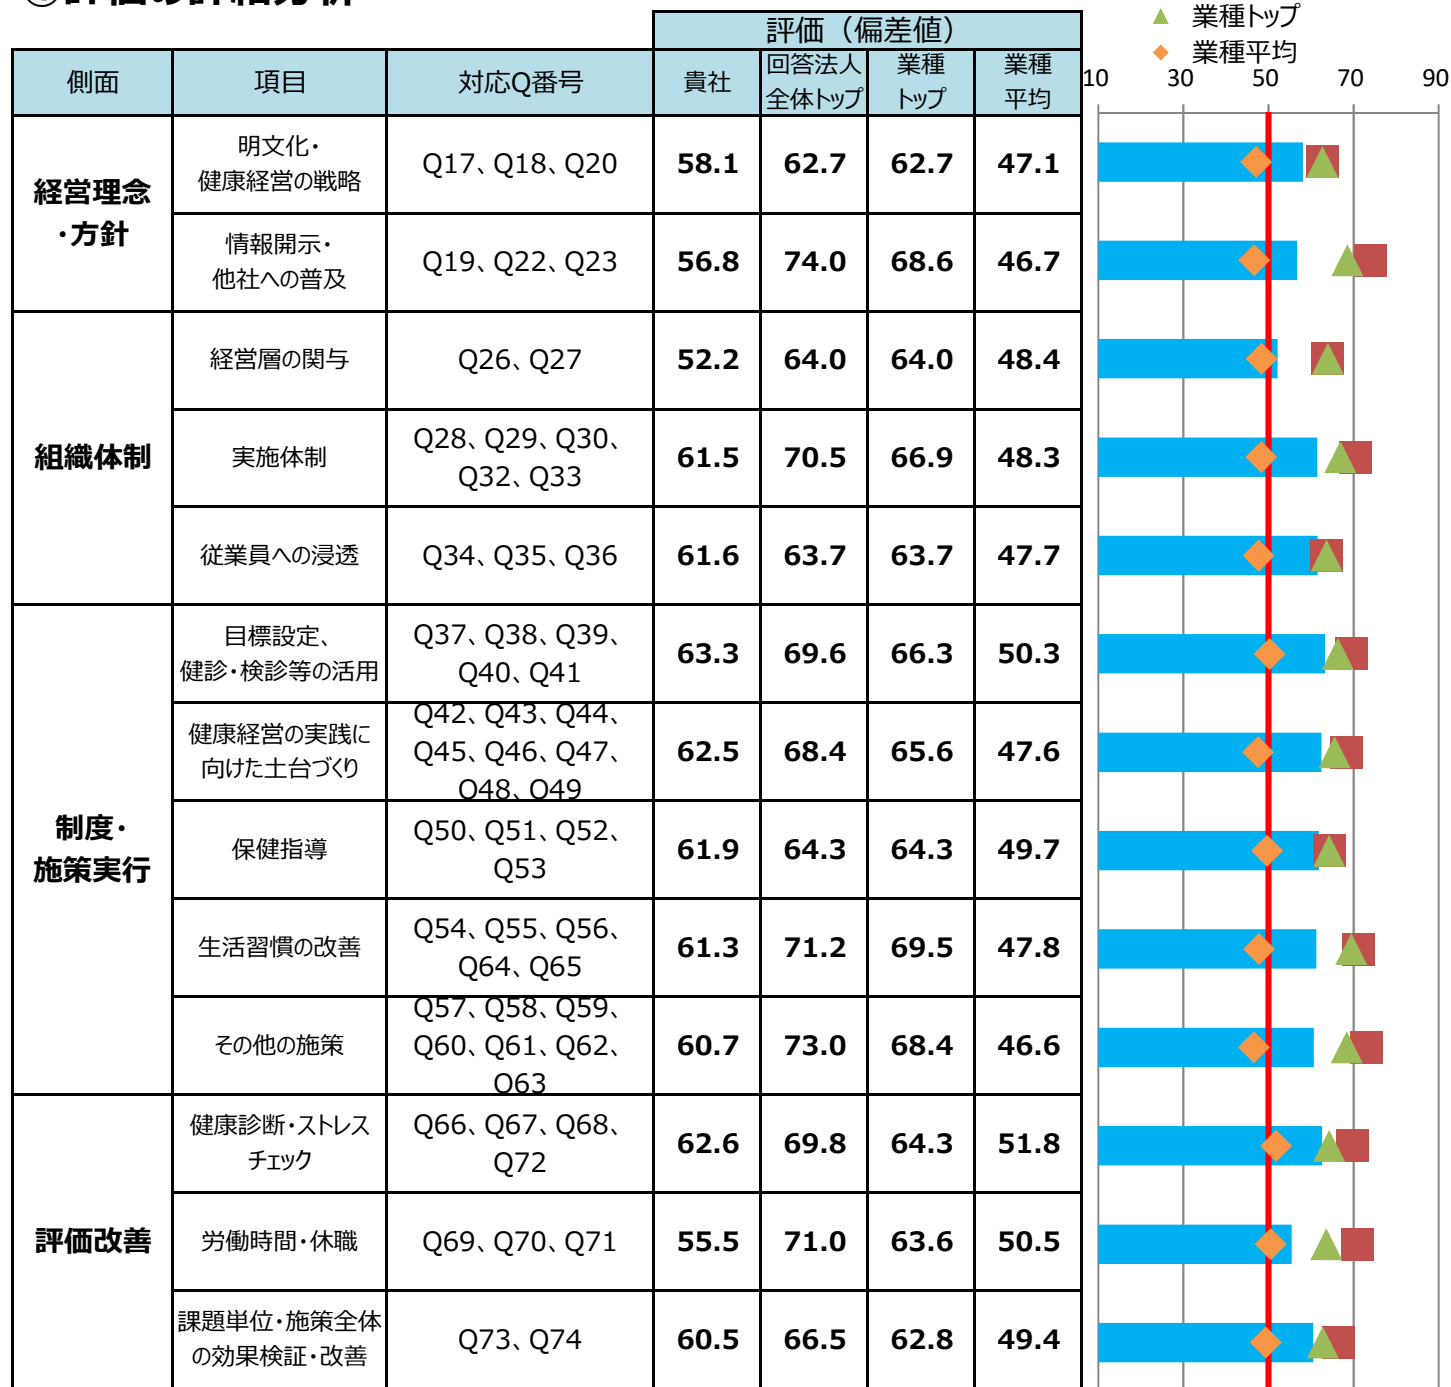 評価（偏差値）
▲ 業種トップ
◆ 業種平均
側面 項目 対応Q番号 貴社 回答法人 業種 業種
全体トップ トップ 平均
10 30 50 70 90
経営理念
・方針
明文化・
健康経営の戦略
Q17、Q18、Q20 58.1 62.7 62.7 47.1
情報開示・
他社への普及
Q19、Q22、Q23 56.8 74.0 68.6 46.7
組織体制
経営層の関与 Q26、Q27 52.2 64.0 64.0 48.4
実施体制
Q28、Q29、Q30、
Q32、Q33
61.5 70.5 66.9 48.3
従業員への浸透 Q34、Q35、Q36 61.6 63.7 63.7 47.7
制度・
施策実行
目標設定、
健診・検診等の活用
Q37、Q38、Q39、
Q40、Q41
63.3 69.6 66.3 50.3
健康経営の実践に
向けた土台づくり
Q42、Q43、Q44、
Q45、Q46、Q47、
Q48、Q49
62.5 68.4 65.6 47.6
保健指導
Q50、Q51、Q52、
Q53
61.9 64.3 64.3 49.7
生活習慣の改善
Q54、Q55、Q56、
Q64、Q65
61.3 71.2 69.5 47.8
その他の施策
Q57、Q58、Q59、
Q60、Q61、Q62、
Q63
60.7 73.0 68.4 46.6
評価改善
健康診断・ストレス
チェック
Q66、Q67、Q68、
Q72
62.6 69.8 64.3 51.8
労働時間・休職 Q69、Q70、Q71 55.5 71.0 63.6 50.5
課題単位・施策全体
の効果検証・改善
Q73、Q74 60.5 66.5 62.8 49.4